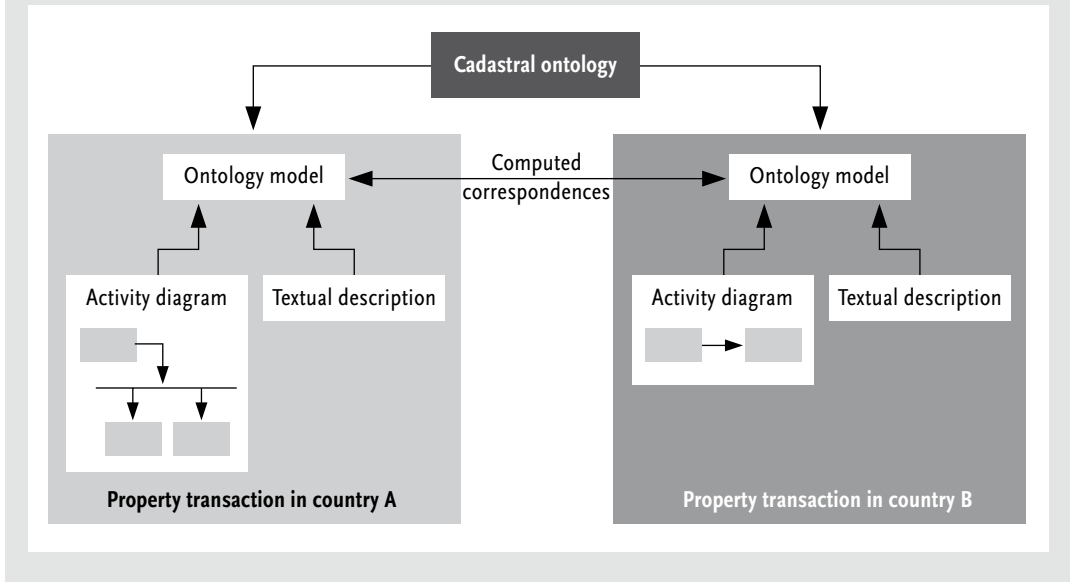 Cadastral ontology
Ontology model
Computed
correspondences
Ontology model
Activity diagram
Textual description
Activity diagram
Textual description
Property transaction in country A
Property transaction in country B